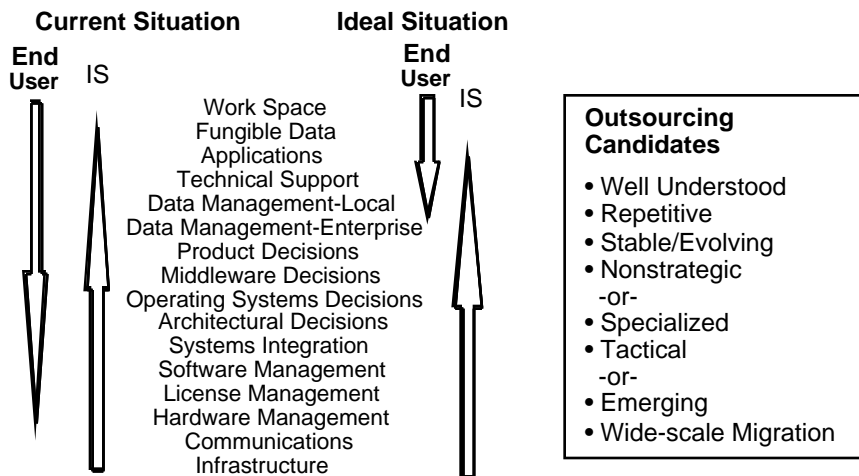 Current Situation
Ideal Situation
End
User
IS
End
User
IS
Work Space
Fungible Data
Applications
Technical Support
Data Management-Local
Data Management-Enterprise
Product Decisions
Middleware Decisions
Operating Systems Decisions
Architectural Decisions
Systems Integration
Software Management
License Management
Hardware Management
Communications
Infrastructure
Outsourcing
Candidates
• Well Understood
• Repetitive
• Stable/Evolving
• Nonstrategic
-or-
• Specialized
• Tactical
-or-
• Emerging
• Wide-scale Migration